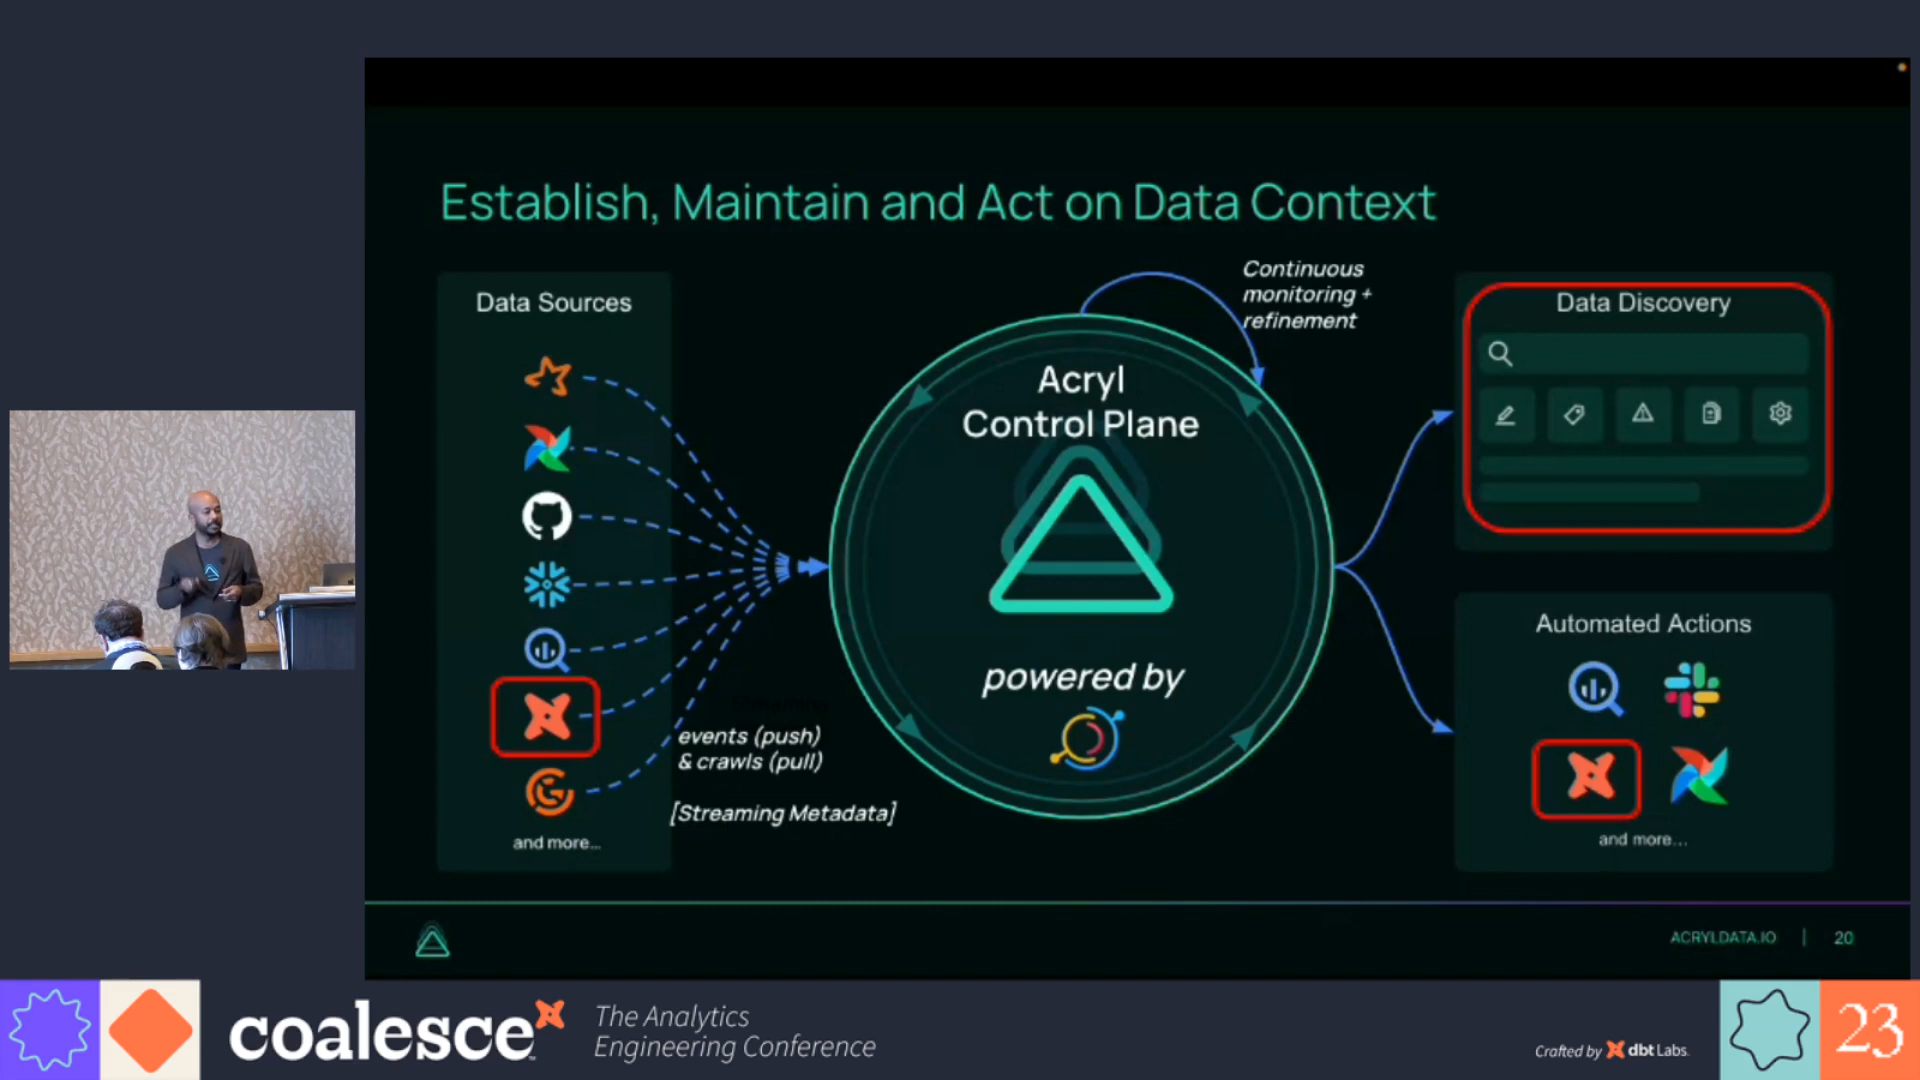 Establish, Maintain and Act on Data Context
Data Sources
and more...
events (push)
& crawls (pull)
[Streaming Metadata]
Continuous
monitoring +
refinement
Acryl
Control Plane
powered by
Data Discovery
Automated Actions
and more...
ACRYLDATA.IO | 20
coalesce
The Analytics
Engineering Conference
Crafted by dbt Labs.
23